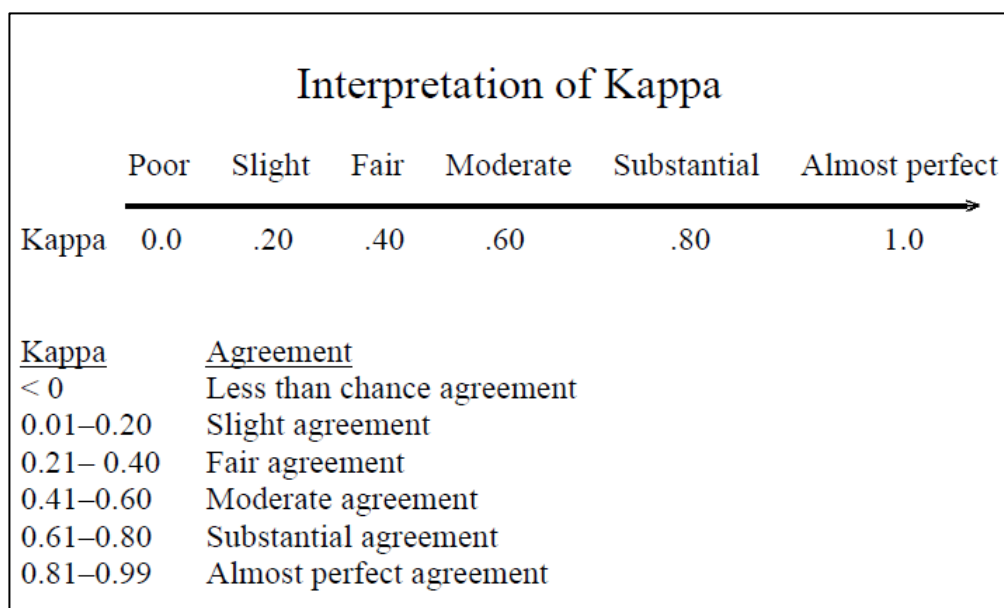 Interpretation of Kappa
Poor Slight Fair Moderate Substantial Almost perfect
Kappa 0.0 .20 .40 .60 .80 1.0
Kappa Agreement
< 0 Less than chance agreement
0.01–0.20 Slight agreement
0.21– 0.40 Fair agreement
0.41–0.60 Moderate agreement
0.61–0.80 Substantial agreement
0.81–0.99 Almost perfect agreement